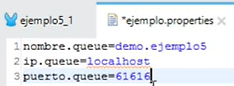 ejemplo5_1 *ejemplo.properties
1 nombre.queue=demo.ejemplo5
2 ip.queue=localhost
3 puerto.queue=61616